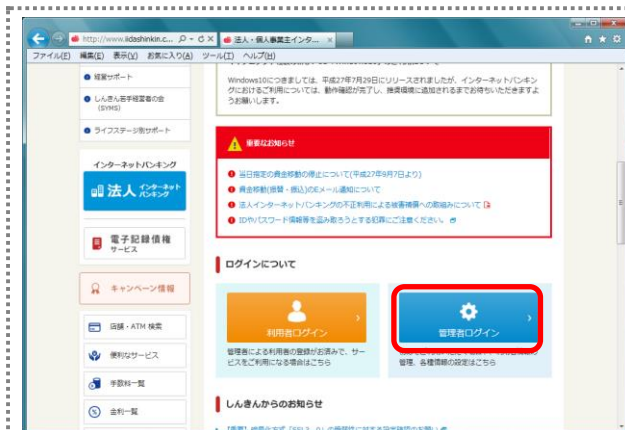 http://www.iidashinkin.c...
法人・個人事業主インタ...
ファイル(F) 編集(E) 表示(V) お気に入り(A) ツール(T) ヘルプ(H)
経営サポート
しんきん若手経営者の会
(SYMS)
ライフステージ別サポート
インターネットバンキング
法人 インターネット
バンキング
電子記録債権
サービス
キャンペーン情報
店舗・ATM 検索
便利なサービス
手数料一覧
金利一覧
Windows10につきましては、平成27年7月29日にリリースされましたが、インターネットバンキン
グにおけるご利用については、動作確認が完了し、推奨環境に追加されるまでお待ちいただきますよ
うお願いします。
重要なお知らせ
当日指定の資金移動の停止について(平成27年9月7日より)
資金移動(振替・振込)のEメール通知について
法人インターネットバンキングの不正利用による被害補償への取組みについて
IDやパスワード情報等を盗み取ろうとする犯罪にご注意ください。
ログインについて
利用者ログイン
管理者による利用者の登録がお済みで、サー
ビスをご利用になる場合はこちら
管理者ログイン
管理、各種情報の設定はこちら
しんきんからのお知らせ